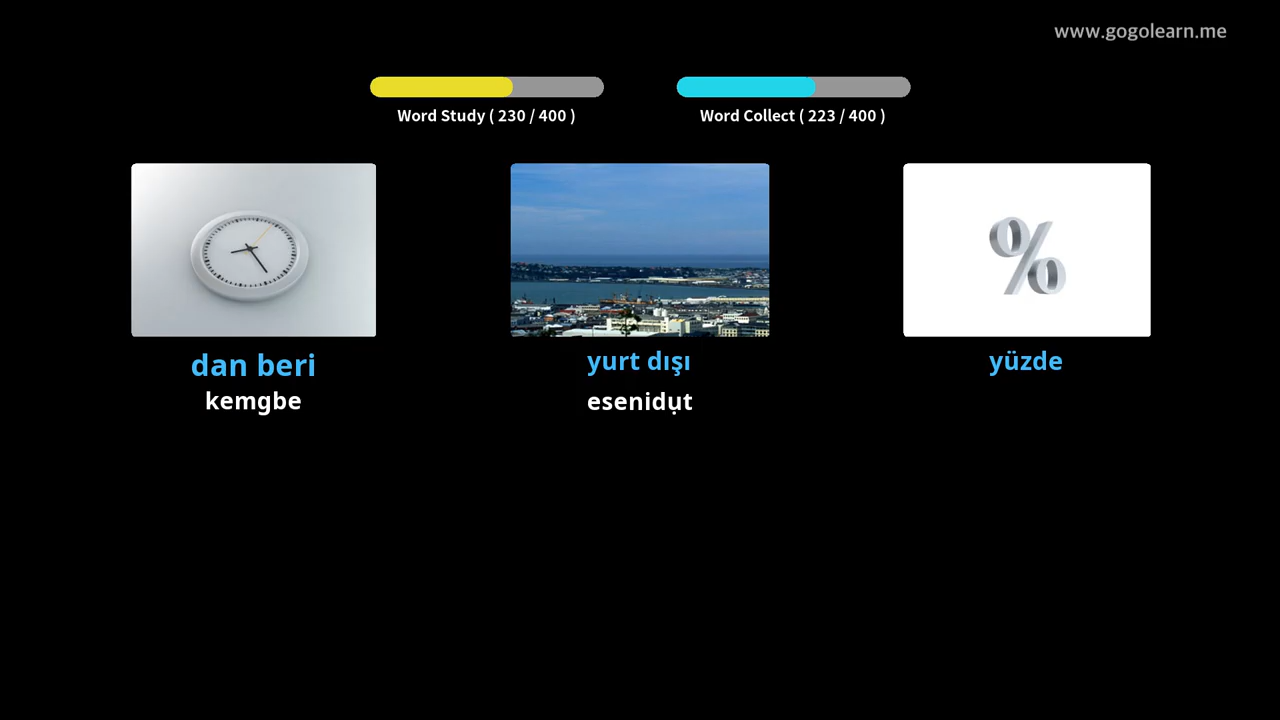 www.gogolearn.me
Word Study ( 230 / 400 )
Word Collect ( 223 / 400 )
%
dan beri
yurt dışı
yüzde
kemgbe
esenidụt